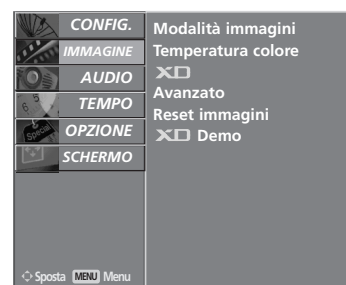 CONFIG.
IMMAGINE
AUDIO
TEMPO
OPZIONE
SCHERMO
Modalità immagini
Temperatura colore
XD
Avanzato
Reset immagini
XD Demo
Special
Sposta MENU Menu